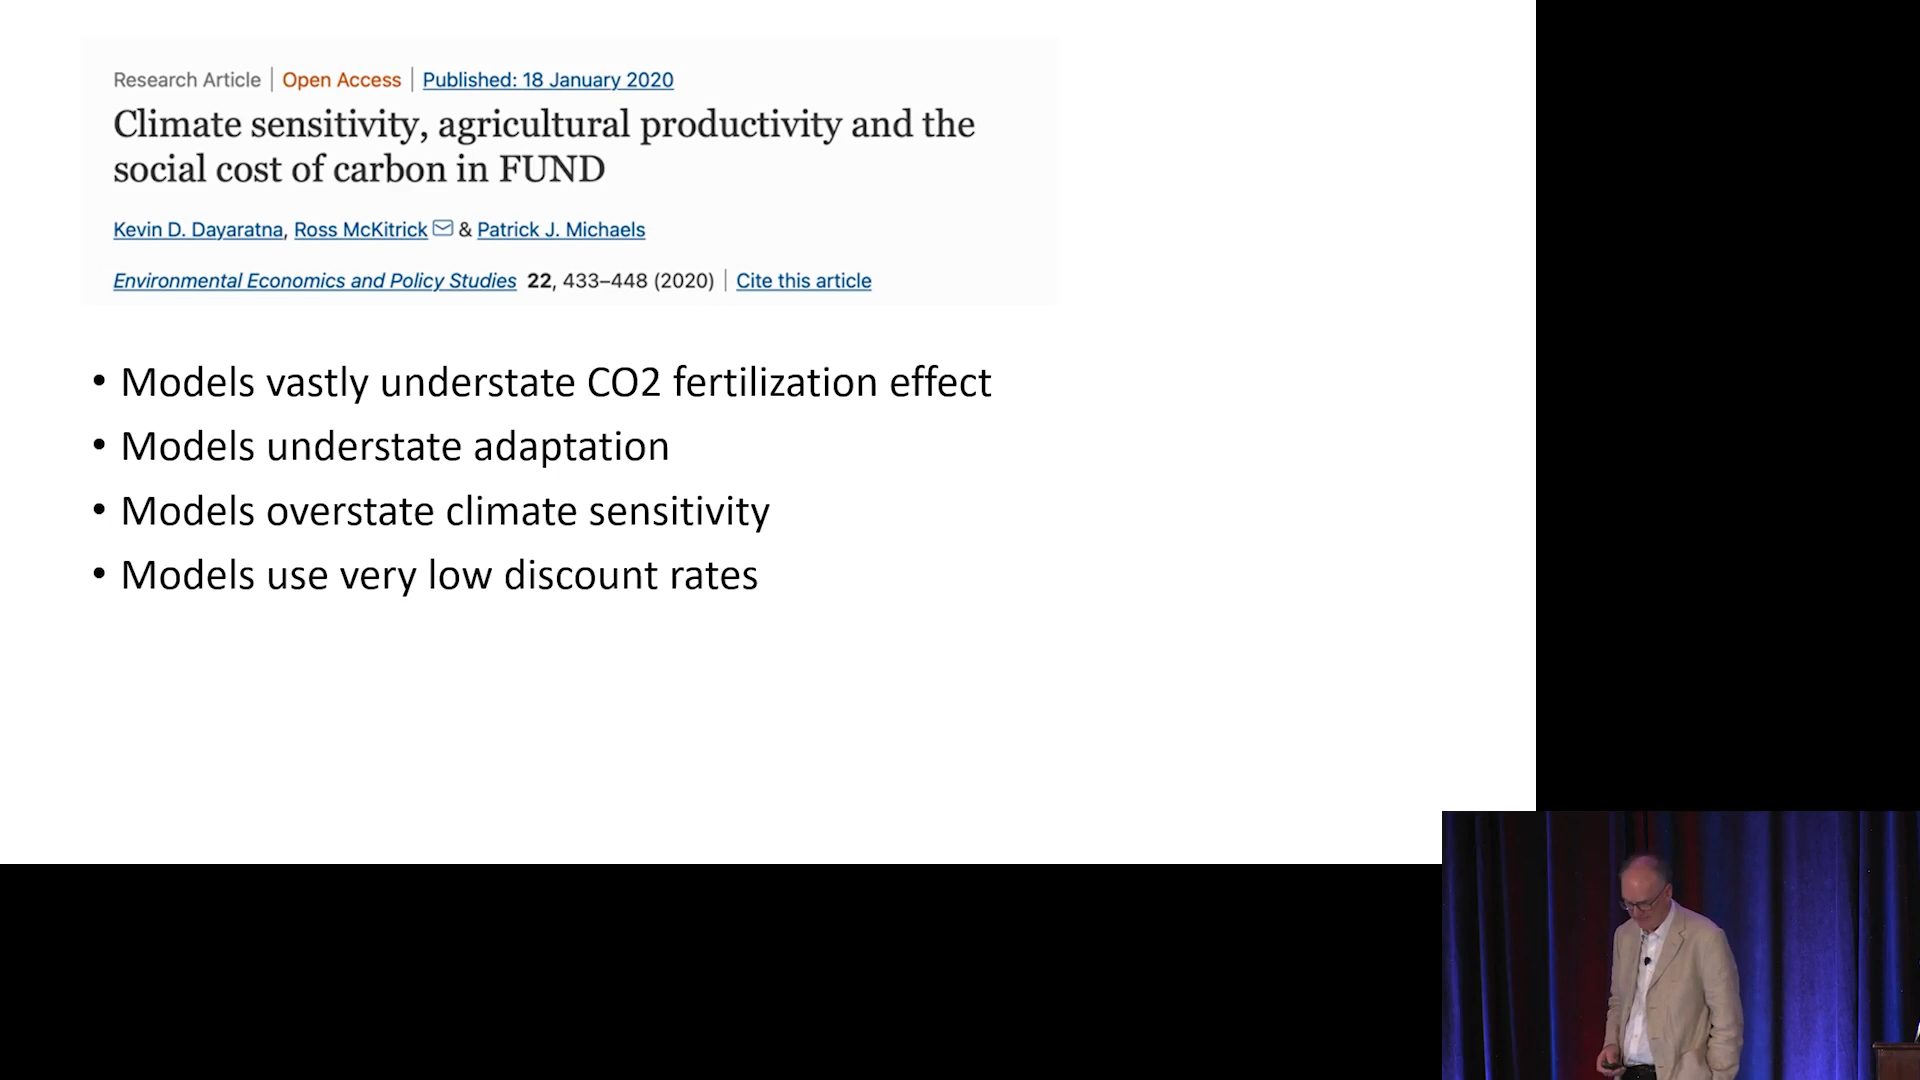 Research Article | Open Access | Published: 18 January 2020
Climate sensitivity, agricultural productivity and the
social cost of carbon in FUND
Kevin D. Dayaratna, Ross McKitrick & Patrick J. Michaels
Environmental Economics and Policy Studies 22, 433–448 (2020) | Cite this article
• Models vastly understate CO2 fertilization effect
• Models understate adaptation
• Models overstate climate sensitivity
• Models use very low discount rates